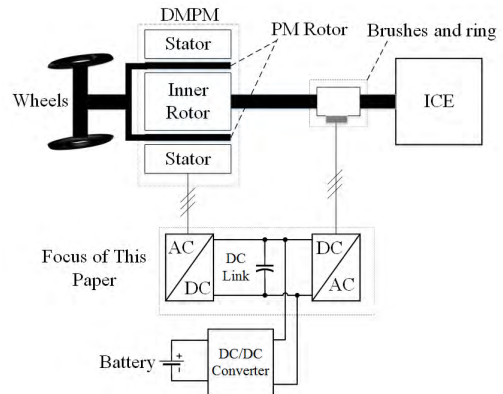 DMPM
Stator
PM Rotor
Brushes and ring
Wheels
Inner
Rotor
ICE
Stator
Focus of This
Paper
AC
DC
DC
Link
DC
AC
Battery
+
-
DC/DC
Converter